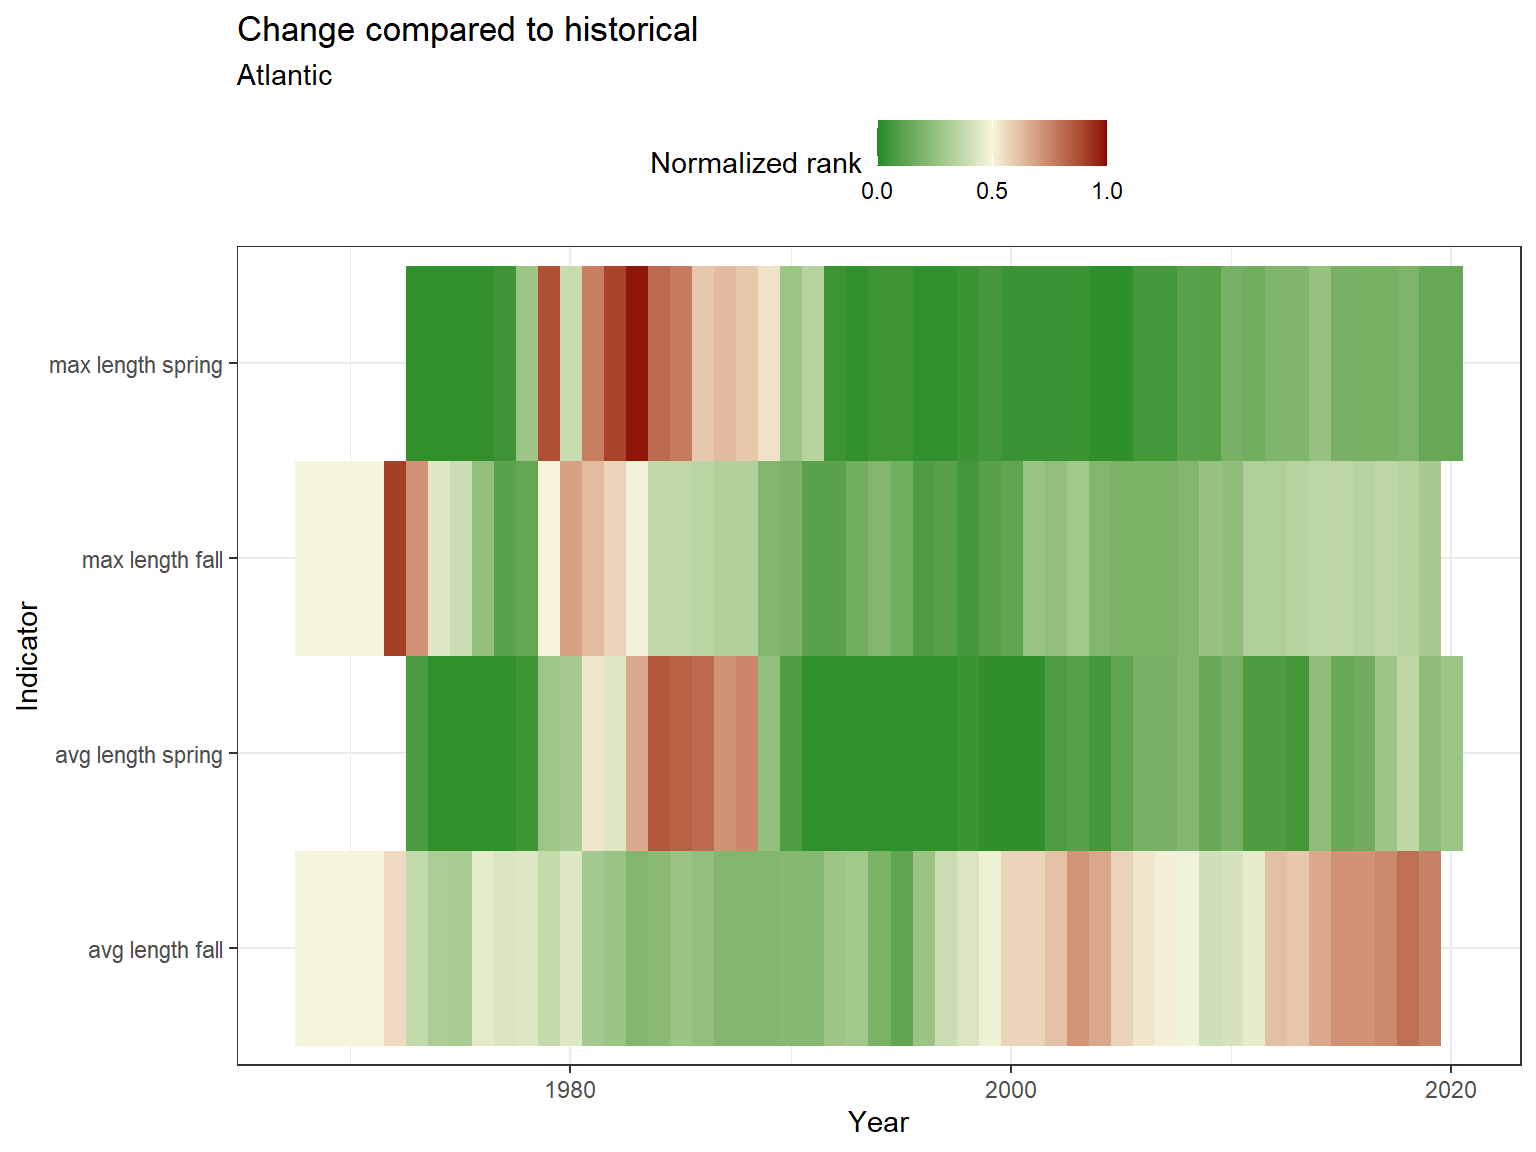 Change compared to historical
Atlantic
Normalized rank
0.0 0.5 1.0
max length spring
max length fall
avg length spring
avg length fall
Indicator
1980 2000 2020
Year